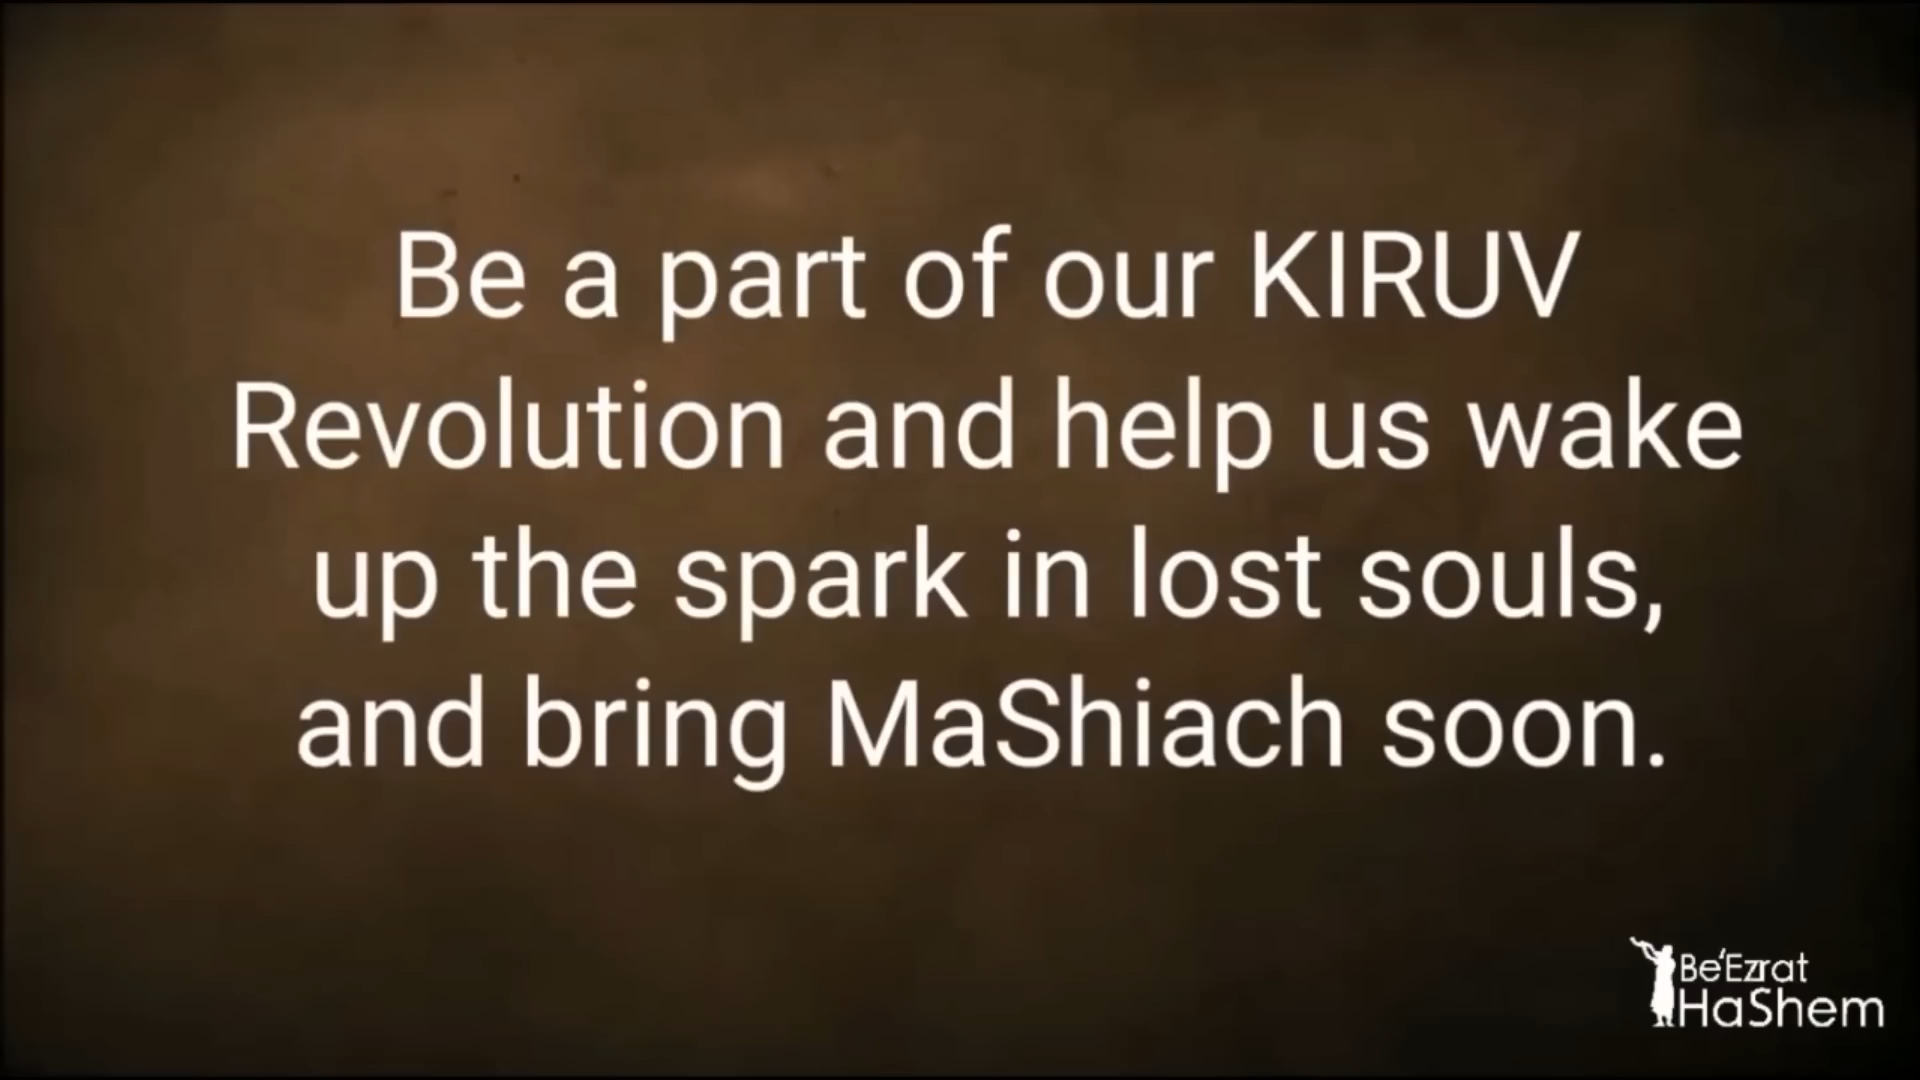 Be a part of our KIRUV
Revolution and help us wake
up the spark in lost souls,
and bring MaShiach soon.
Be'Ezrat
HaShem